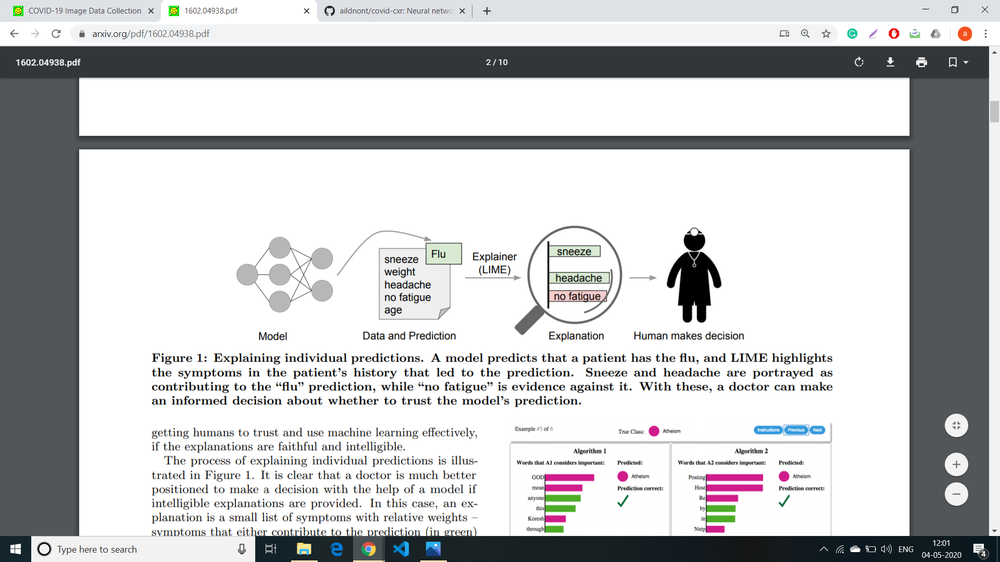 COVID-19 Image Data Collection
1602.04938.pdf
aildnont/covid-cxr: Neural netwo
arxiv.org/pdf/1602.04938.pdf
a
1602.04938.pdf
2 / 10
sneeze
weight
headache
no fatigue
age
Flu
Explainer
(LIME)
sneeze
headache
no fatigue
Model
Data and Prediction
Explanation
Human makes decision
Figure 1: Explaining individual predictions. A model predicts that a patient has the flu, and LIME highlights
the symptoms in the patient's history that led to the prediction. Sneeze and headache are portrayed as
contributing to the “flu” prediction, while “no fatigue” is evidence against it. With these, a doctor can make
an informed decision about whether to trust the model's prediction.
getting humans to trust and use machine learning effectively,
if the explanations are faithful and intelligible.
The process of explaining individual predictions is illus-
trated in Figure 1. It is clear that a doctor is much better
positioned to make a decision with the help of a model if
intelligible explanations are provided. In this case, an ex-
planation is a small list of symptoms with relative weights –
symptoms that either contribute to the prediction (in green)
Example #3 of 6
True Class:
Atheism
Instructions
Previous
Next
Algorithm 1
Words that A1 considers important:
Predicted:
GOD
mean
anyone
this
Koresh
through
Atheism
Prediction correct:
Algorithm 2
Words that A2 considers important:
Predicted:
Posting
Host
Re
by
in
Nntp
Atheism
Prediction correct:
Type here to search
ENG
12:01
04-05-2020
4